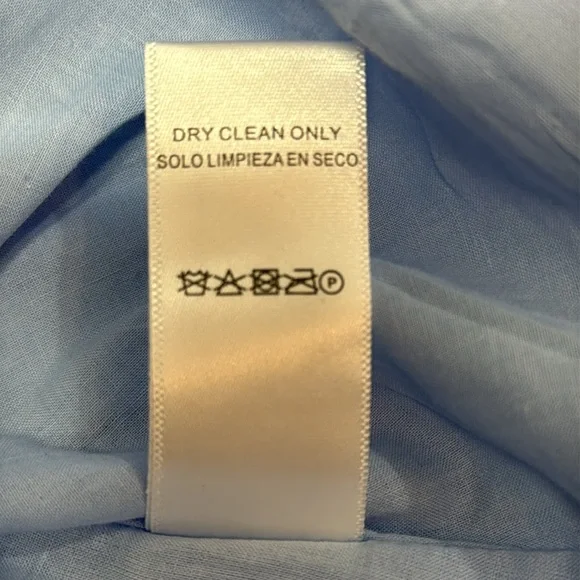 DRY CLEAN ONLY
SOLO LIMPIEZA EN SECO
P